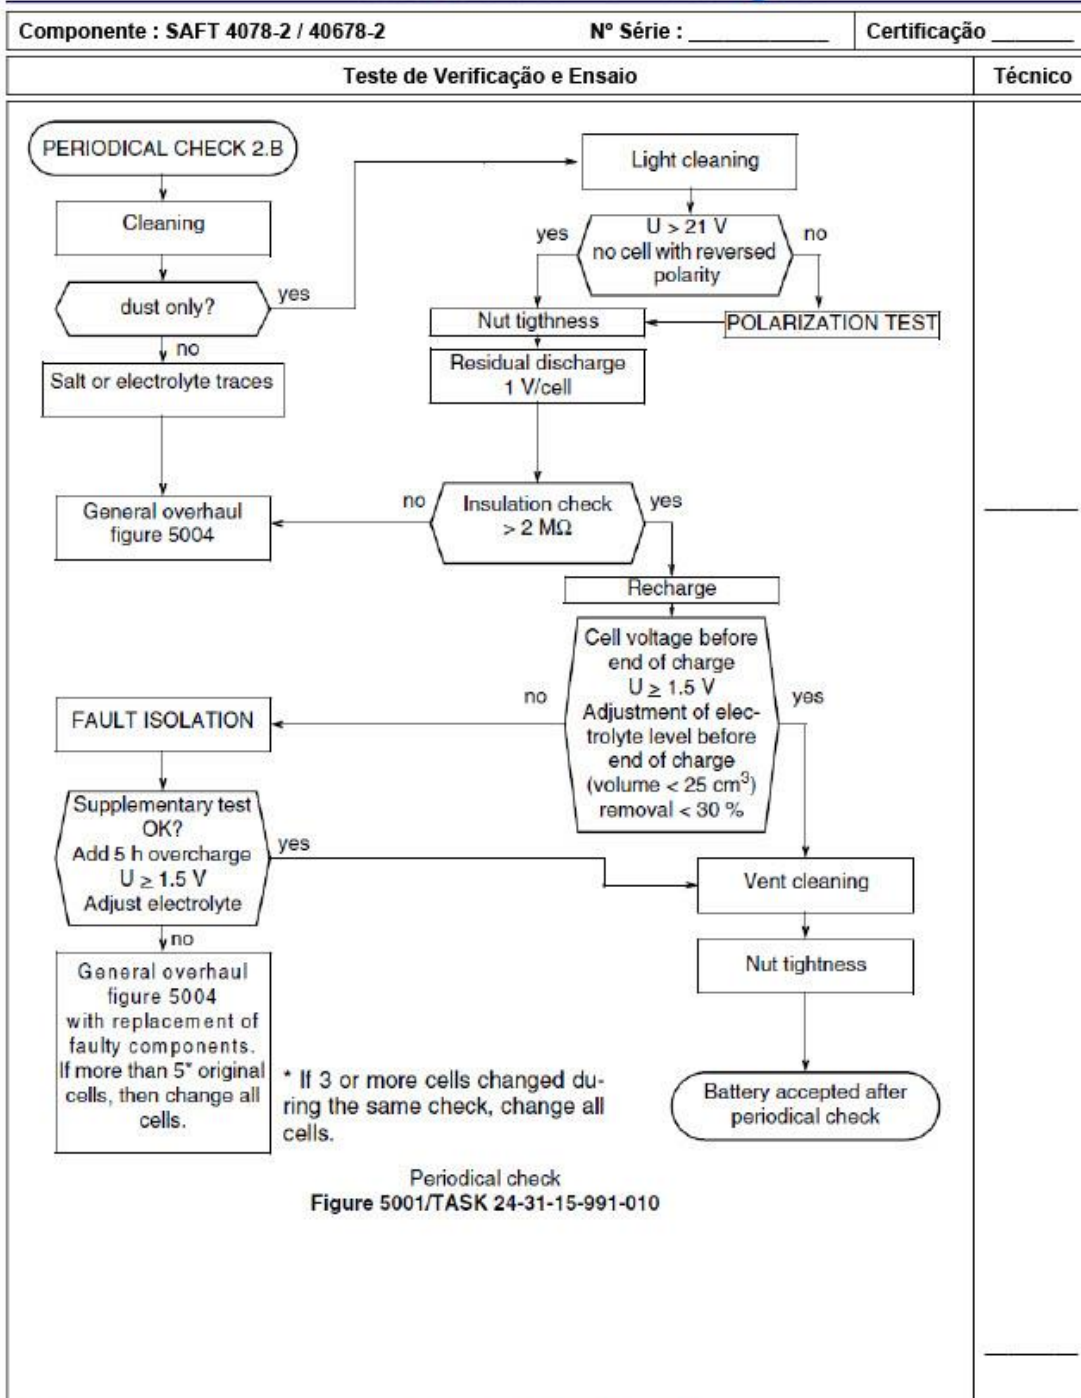 Componente : SAFT 4078-2 / 40678-2 Nº Série : ____________ Certificação _______
Teste de Verificação e Ensaio Técnico
PERIODICAL CHECK 2.B
Cleaning
dust only?
yes
no
Salt or electrolyte traces
General overhaul
figure 5004
Light cleaning
U > 21 V
no cell with reversed
polarity
yes
no
Nut tigthness
POLARIZATION TEST
Residual discharge
1 V/cell
Insulation check
> 2 MΩ
no
yes
Recharge
Cell voltage before
end of charge
U ≥ 1.5 V
Adjustment of elec-
trolyte level before
end of charge
(volume < 25 cm³)
removal < 30 %
no
yes
FAULT ISOLATION
Supplementary test
OK?
Add 5 h overcharge
U ≥ 1.5 V
Adjust electrolyte
yes
no
Vent cleaning
Nut tightness
General overhaul
figure 5004
with replacement of
faulty components.
If more than 5* original
cells, then change all
cells.
* If 3 or more cells changed du-
ring the same check, change all
cells.
Battery accepted after
periodical check
Periodical check
Figure 5001/TASK 24-31-15-991-010